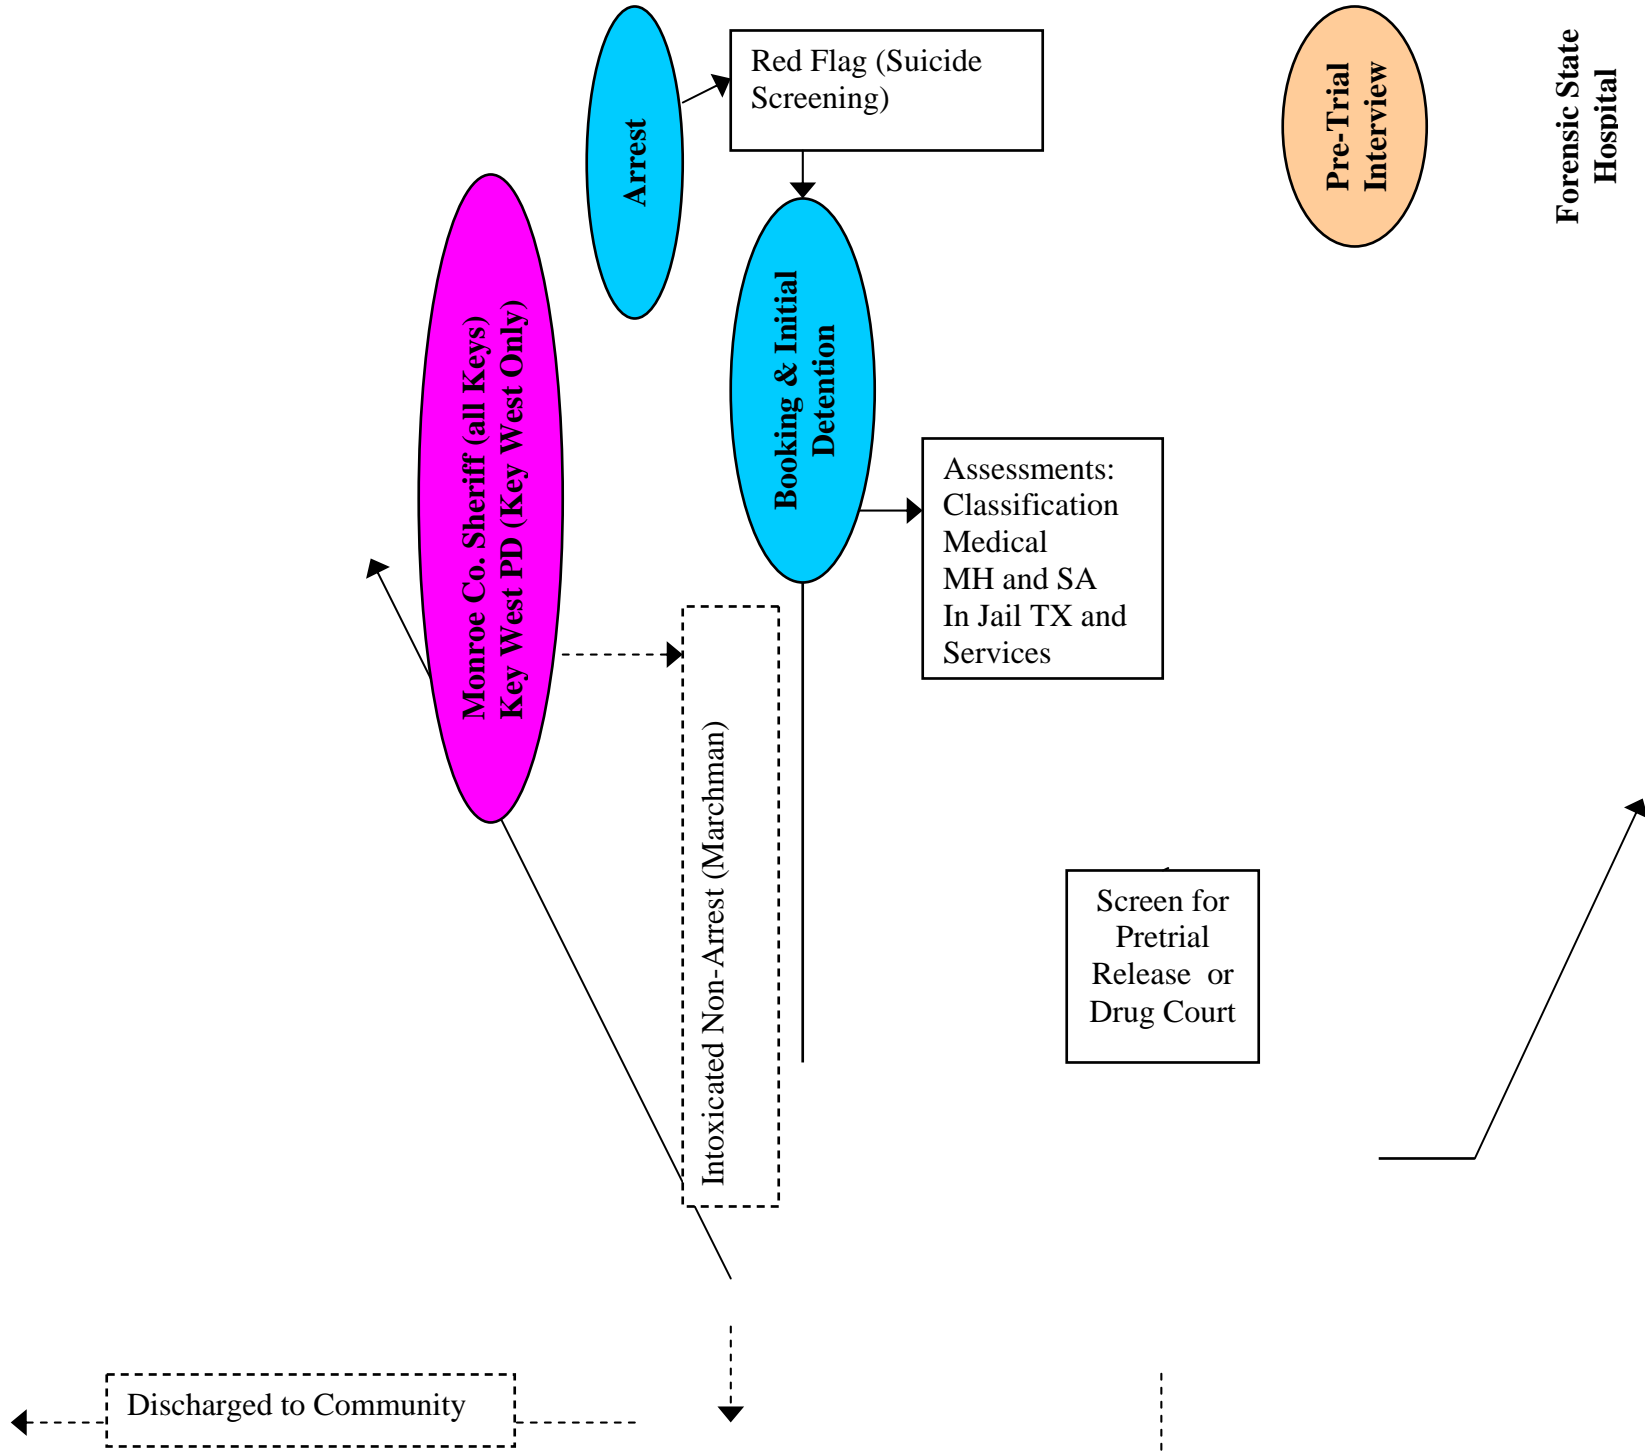 Red Flag (Suicide
Screening)
Arrest
Pre-Trial
Interview
Forensic State
Hospital
Monroe Co. Sheriff (all Keys)
Key West PD (Key West Only)
Booking & Initial
Detention
Assessments:
Classification
Medical
MH and SA
In Jail TX and
Services
Intoxicated Non-Arrest (Marchman)
Screen for
Pretrial
Release or
Drug Court
Discharged to Community